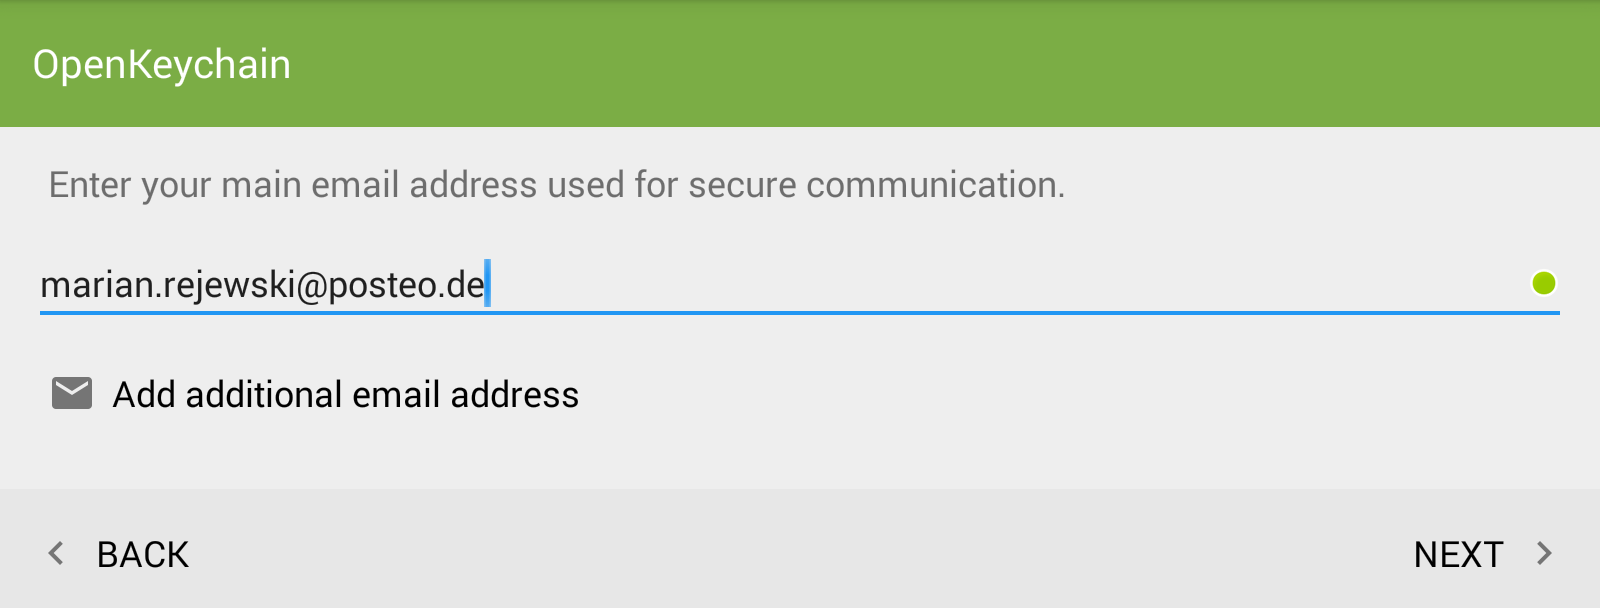 OpenKeychain
Enter your main email address used for secure communication.
marian.rejewski@posteo.de
Add additional email address
BACK
NEXT